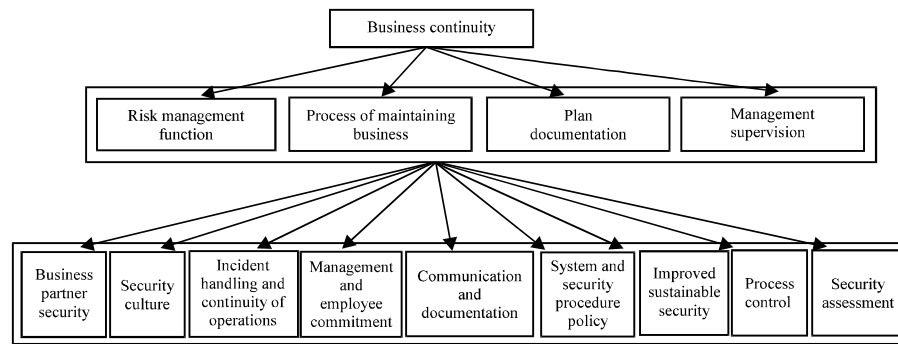 Business continuity
Risk management
function
Process of maintaining
business
Plan
documentation
Management
supervision
Business
partner
security
Security
culture
Incident
handling and
continuity of
operations
Management
and
employee
commitment
Communication
and
documentation
System and
security
procedure
policy
Improved
sustainable
security
Process
control
Security
assessment